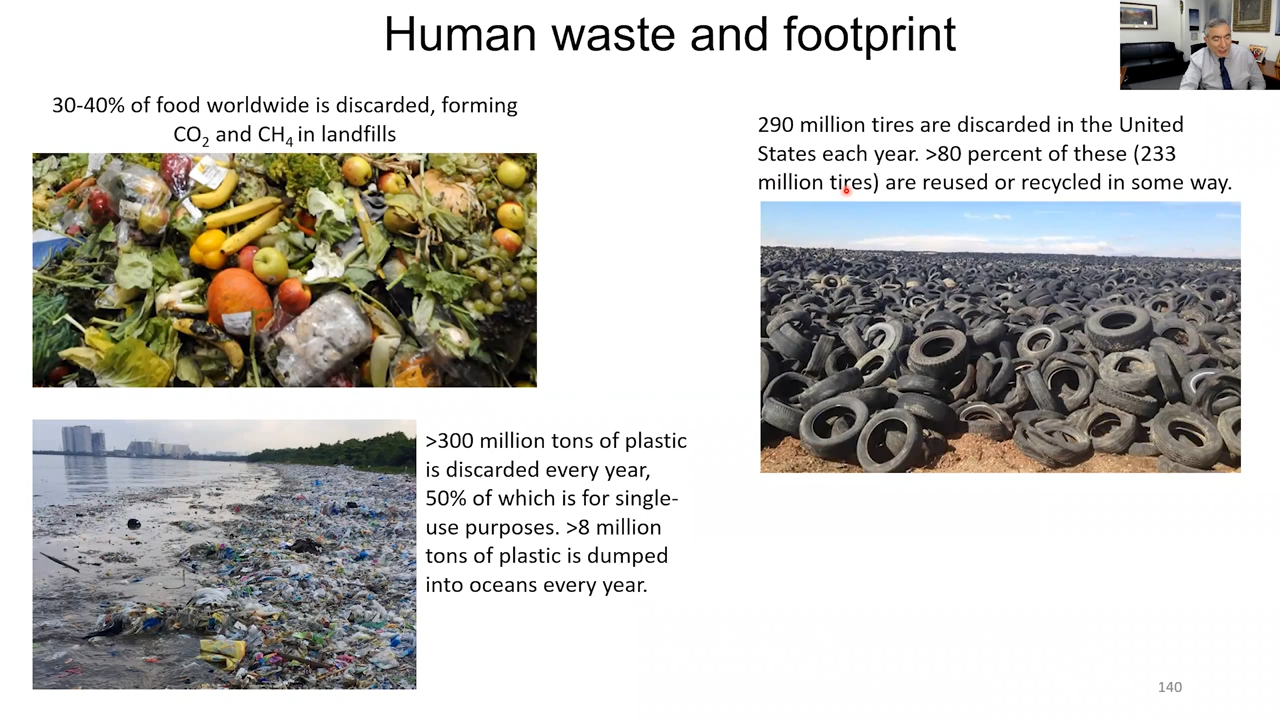 Human waste and footprint
30-40% of food worldwide is discarded, forming
CO₂ and CH₄ in landfills
290 million tires are discarded in the United
States each year. >80 percent of these (233
million tires) are reused or recycled in some way.
>300 million tons of plastic
is discarded every year,
50% of which is for single-
use purposes. >8 million
tons of plastic is dumped
into oceans every year.
140